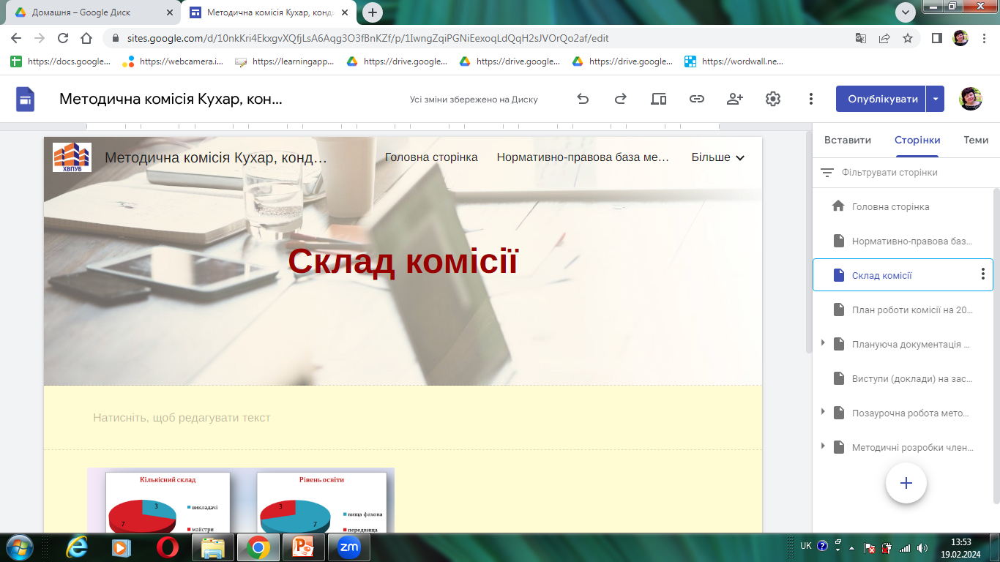 Домашня – Google Диск
Методична комісія Кухар, конди
sites.google.com/d/10nkKri4EkxgvXQfjLsA6Aqg3O3fBnKZf/p/1IwngZqiPGNiEexoqLdQqH2sJVOrQo2af/edit
https://docs.google...
https://webcamera.i...
https://learningapp...
https://drive.google...
https://drive.google...
https://drive.google...
https://wordwall.ne...
Методична комісія Кухар, кон...
Усі зміни збережено на Диску
Опублікувати
ХВПУБ
Методична комісія Кухар, конд...
Головна сторінка
Нормативно-правова база ме...
Більше
Склад комісії
Натисніть, щоб редагувати текст
Кількісний склад
3
7
викладачі
майстри
Рівень освіти
3
7
вища фахова
передвища
Вставити
Сторінки
Теми
Фільтрувати сторінки
Головна сторінка
Нормативно-правова баз...
Склад комісії
План роботи комісії на 20...
Плануюча документація ...
Виступи (доклади) на зас...
Позаурочна робота мето...
Методичні розробки член...
zm
UK
13:53
19.02.2024